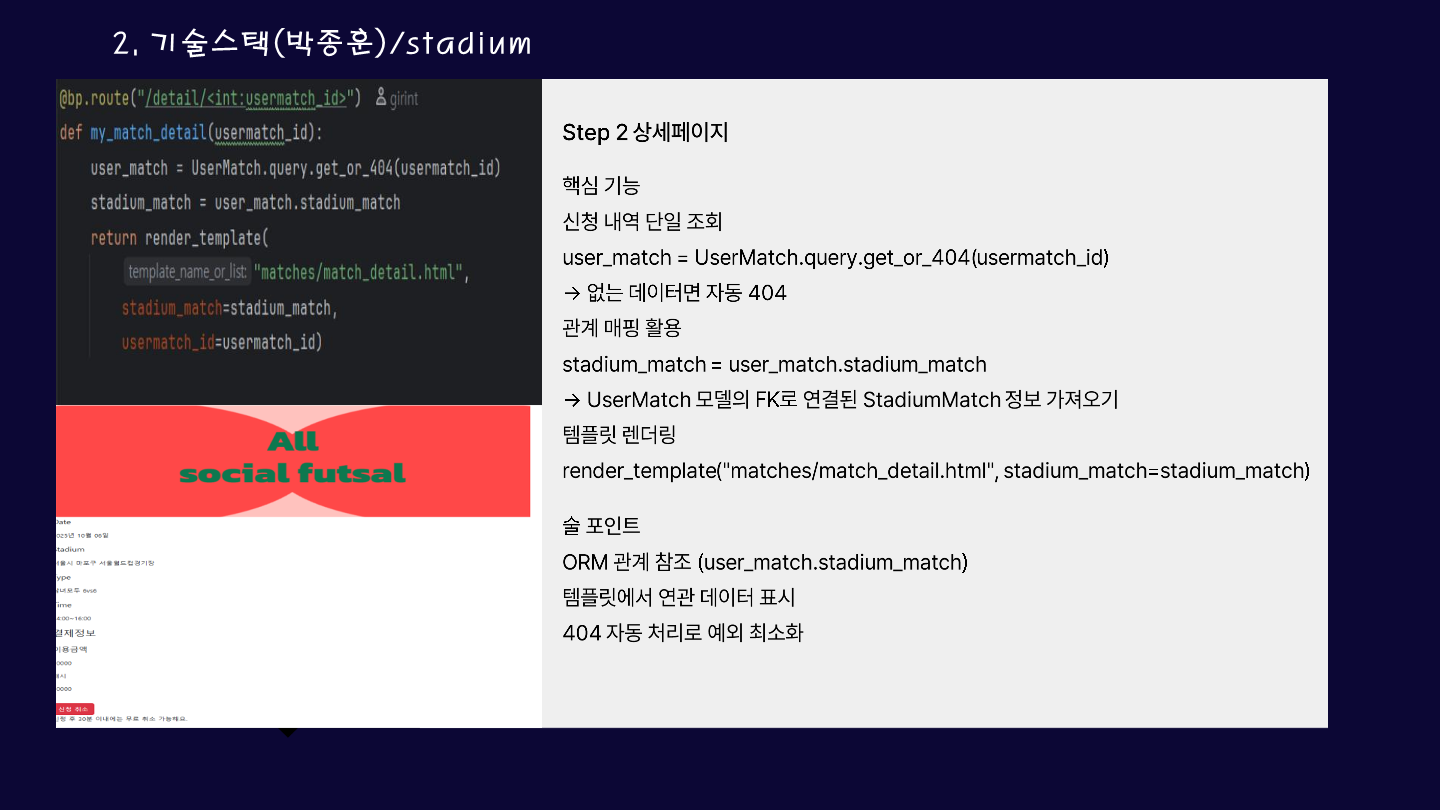 2. 기술스택(박종훈)/stadium
@bp.route("/detail/<int:usermatch_id>") girint
def my_match_detail(usermatch_id):
user_match = UserMatch.query.get_or_404(usermatch_id)
stadium_match = user_match.stadium_match
return render_template(
template_name_or_list: "matches/match_detail.html",
stadium_match=stadium_match,
usermatch_id=usermatch_id)
All
social futsal
Date
025년 10월 06일
tadium
서울시 마포구 서울월드컵경기장
ype
남녀모두 6vs6
ime
4:00~16:00
결제정보
이용금액
0000
0000
신청 취소
신청 후 30분 이내에는 무료 취소 가능해요.
Step 2 상세페이지
핵심 기능
신청 내역 단일 조회
user_match = UserMatch.query.get_or_404(usermatch_id)
→ 없는 데이터면 자동 404
관계 매핑 활용
stadium_match = user_match.stadium_match
→ UserMatch 모델의 FK로 연결된 StadiumMatch 정보 가져오기
템플릿 렌더링
render_template("matches/match_detail.html", stadium_match=stadium_match)
술 포인트
ORM 관계 참조 (user_match.stadium_match)
템플릿에서 연관 데이터 표시
404 자동 처리로 예외 최소화